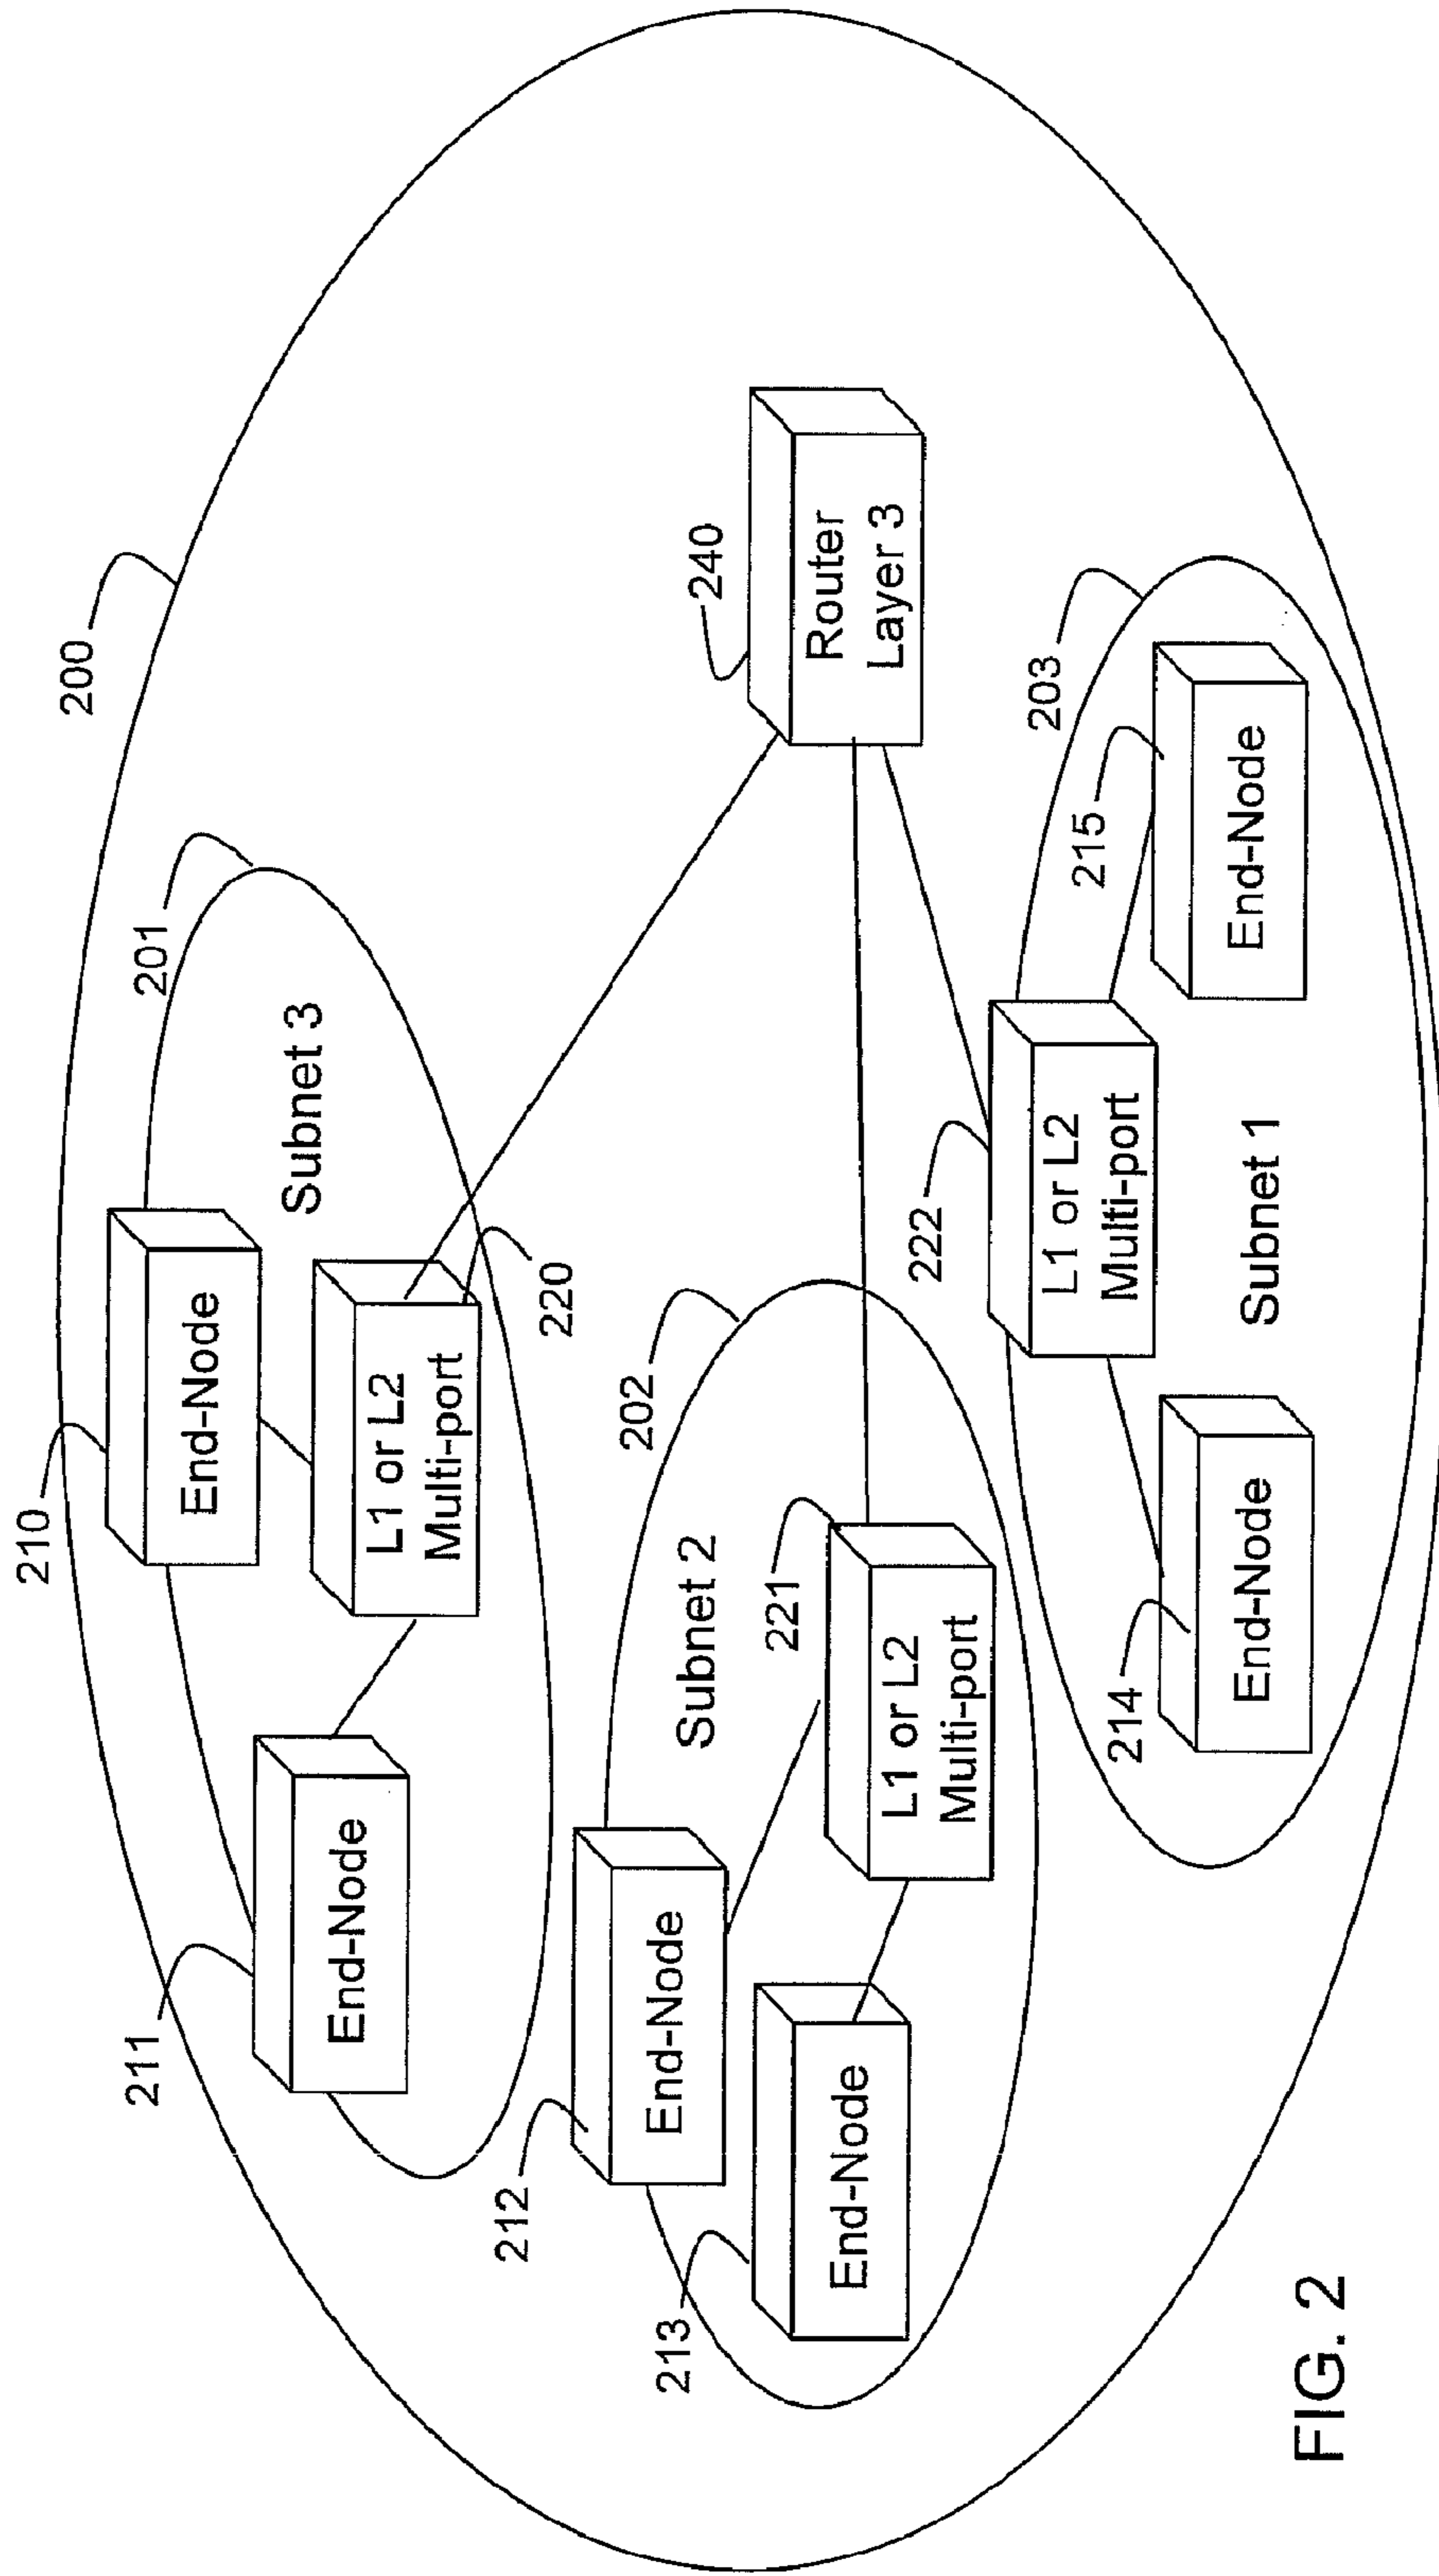 200
210
End-Node
201
Subnet 3
211
End-Node
L1 or L2
Multi-port
220
212
End-Node
202
Subnet 2
240
Router
Layer 3
213
End-Node
221
L1 or L2
Multi-port
222
L1 or L2
Multi-port
203
215
End-Node
214
End-Node
Subnet 1
FIG. 2